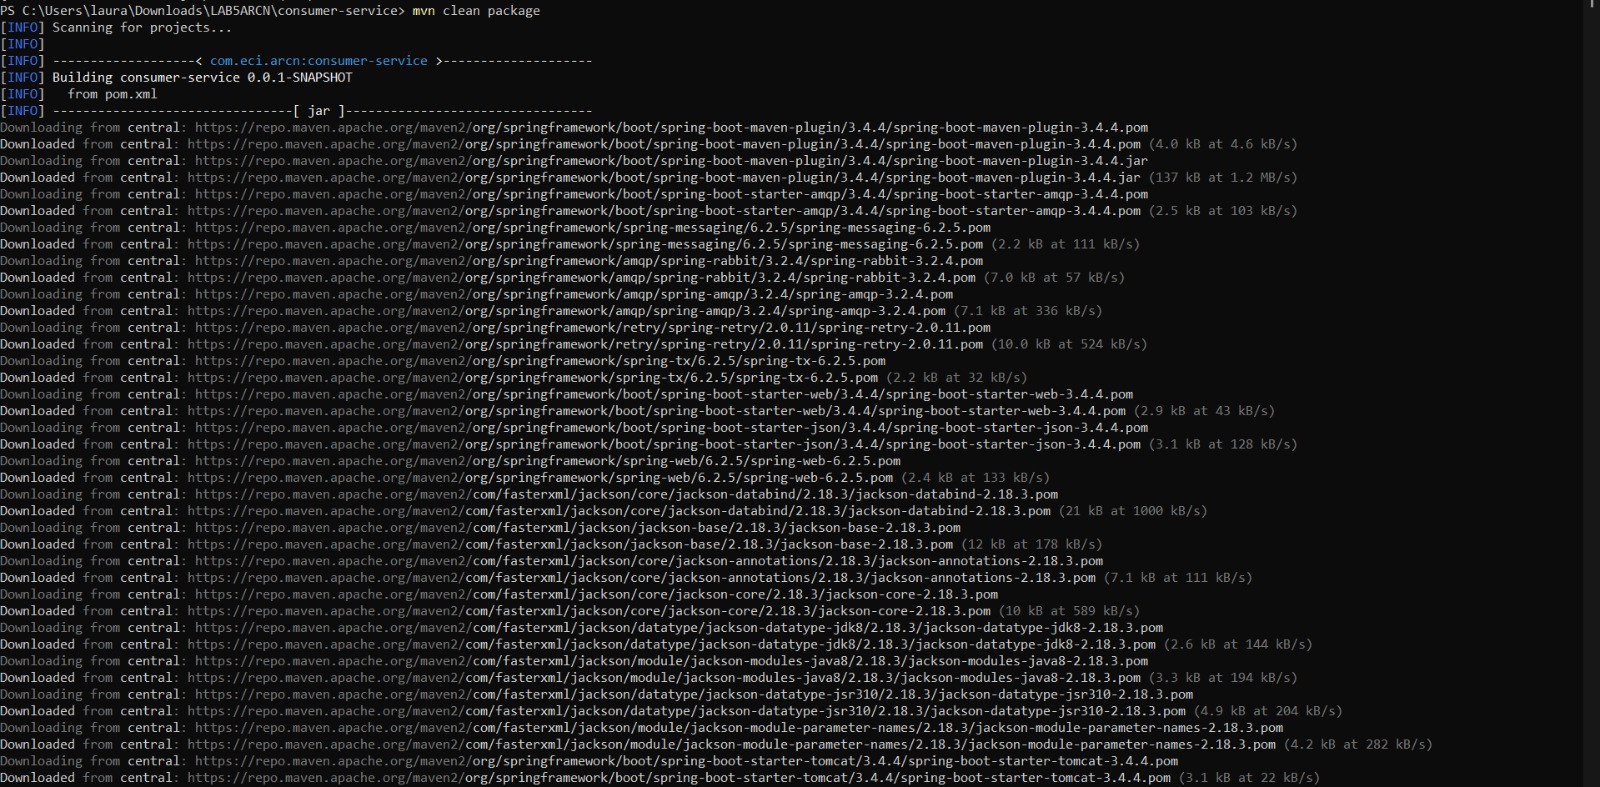 PS C:\Users\laura\Downloads\LAB5ARCN\consumer-service> mvn clean package
[INFO] Scanning for projects...
[INFO]
[INFO] -------------------< com.eci.arcn:consumer-service >--------------------
[INFO] Building consumer-service 0.0.1-SNAPSHOT
[INFO]   from pom.xml
[INFO] --------------------------------[ jar ]---------------------------------
Downloading from central: https://repo.maven.apache.org/maven2/org/springframework/boot/spring-boot-maven-plugin/3.4.4/spring-boot-maven-plugin-3.4.4.pom
Downloaded from central: https://repo.maven.apache.org/maven2/org/springframework/boot/spring-boot-maven-plugin/3.4.4/spring-boot-maven-plugin-3.4.4.pom (4.0 kB at 4.6 kB/s)
Downloading from central: https://repo.maven.apache.org/maven2/org/springframework/boot/spring-boot-maven-plugin/3.4.4/spring-boot-maven-plugin-3.4.4.jar
Downloaded from central: https://repo.maven.apache.org/maven2/org/springframework/boot/spring-boot-maven-plugin/3.4.4/spring-boot-maven-plugin-3.4.4.jar (137 kB at 1.2 MB/s)
Downloading from central: https://repo.maven.apache.org/maven2/org/springframework/boot/spring-boot-starter-amqp/3.4.4/spring-boot-starter-amqp-3.4.4.pom
Downloaded from central: https://repo.maven.apache.org/maven2/org/springframework/boot/spring-boot-starter-amqp/3.4.4/spring-boot-starter-amqp-3.4.4.pom (2.5 kB at 103 kB/s)
Downloading from central: https://repo.maven.apache.org/maven2/org/springframework/spring-messaging/6.2.5/spring-messaging-6.2.5.pom
Downloaded from central: https://repo.maven.apache.org/maven2/org/springframework/spring-messaging/6.2.5/spring-messaging-6.2.5.pom (2.2 kB at 111 kB/s)
Downloading from central: https://repo.maven.apache.org/maven2/org/springframework/amqp/spring-rabbit/3.2.4/spring-rabbit-3.2.4.pom
Downloaded from central: https://repo.maven.apache.org/maven2/org/springframework/amqp/spring-rabbit/3.2.4/spring-rabbit-3.2.4.pom (7.0 kB at 57 kB/s)
Downloading from central: https://repo.maven.apache.org/maven2/org/springframework/amqp/spring-amqp/3.2.4/spring-amqp-3.2.4.pom
Downloaded from central: https://repo.maven.apache.org/maven2/org/springframework/amqp/spring-amqp/3.2.4/spring-amqp-3.2.4.pom (7.1 kB at 336 kB/s)
Downloading from central: https://repo.maven.apache.org/maven2/org/springframework/retry/spring-retry/2.0.11/spring-retry-2.0.11.pom
Downloaded from central: https://repo.maven.apache.org/maven2/org/springframework/retry/spring-retry/2.0.11/spring-retry-2.0.11.pom (10.0 kB at 524 kB/s)
Downloading from central: https://repo.maven.apache.org/maven2/org/springframework/spring-tx/6.2.5/spring-tx-6.2.5.pom
Downloaded from central: https://repo.maven.apache.org/maven2/org/springframework/spring-tx/6.2.5/spring-tx-6.2.5.pom (2.2 kB at 32 kB/s)
Downloading from central: https://repo.maven.apache.org/maven2/org/springframework/boot/spring-boot-starter-web/3.4.4/spring-boot-starter-web-3.4.4.pom
Downloaded from central: https://repo.maven.apache.org/maven2/org/springframework/boot/spring-boot-starter-web/3.4.4/spring-boot-starter-web-3.4.4.pom (2.9 kB at 43 kB/s)
Downloading from central: https://repo.maven.apache.org/maven2/org/springframework/boot/spring-boot-starter-json/3.4.4/spring-boot-starter-json-3.4.4.pom
Downloaded from central: https://repo.maven.apache.org/maven2/org/springframework/boot/spring-boot-starter-json/3.4.4/spring-boot-starter-json-3.4.4.pom (3.1 kB at 128 kB/s)
Downloading from central: https://repo.maven.apache.org/maven2/org/springframework/spring-web/6.2.5/spring-web-6.2.5.pom
Downloaded from central: https://repo.maven.apache.org/maven2/org/springframework/spring-web/6.2.5/spring-web-6.2.5.pom (2.4 kB at 133 kB/s)
Downloading from central: https://repo.maven.apache.org/maven2/com/fasterxml/jackson/core/jackson-databind/2.18.3/jackson-databind-2.18.3.pom
Downloaded from central: https://repo.maven.apache.org/maven2/com/fasterxml/jackson/core/jackson-databind/2.18.3/jackson-databind-2.18.3.pom (21 kB at 1000 kB/s)
Downloading from central: https://repo.maven.apache.org/maven2/com/fasterxml/jackson/jackson-base/2.18.3/jackson-base-2.18.3.pom
Downloaded from central: https://repo.maven.apache.org/maven2/com/fasterxml/jackson/jackson-base/2.18.3/jackson-base-2.18.3.pom (12 kB at 178 kB/s)
Downloading from central: https://repo.maven.apache.org/maven2/com/fasterxml/jackson/core/jackson-annotations/2.18.3/jackson-annotations-2.18.3.pom
Downloaded from central: https://repo.maven.apache.org/maven2/com/fasterxml/jackson/core/jackson-annotations/2.18.3/jackson-annotations-2.18.3.pom (7.1 kB at 111 kB/s)
Downloading from central: https://repo.maven.apache.org/maven2/com/fasterxml/jackson/core/jackson-core/2.18.3/jackson-core-2.18.3.pom
Downloaded from central: https://repo.maven.apache.org/maven2/com/fasterxml/jackson/core/jackson-core/2.18.3/jackson-core-2.18.3.pom (10 kB at 589 kB/s)
Downloading from central: https://repo.maven.apache.org/maven2/com/fasterxml/jackson/datatype/jackson-datatype-jdk8/2.18.3/jackson-datatype-jdk8-2.18.3.pom
Downloaded from central: https://repo.maven.apache.org/maven2/com/fasterxml/jackson/datatype/jackson-datatype-jdk8/2.18.3/jackson-datatype-jdk8-2.18.3.pom (2.6 kB at 144 kB/s)
Downloading from central: https://repo.maven.apache.org/maven2/com/fasterxml/jackson/module/jackson-modules-java8/2.18.3/jackson-modules-java8-2.18.3.pom
Downloaded from central: https://repo.maven.apache.org/maven2/com/fasterxml/jackson/module/jackson-modules-java8/2.18.3/jackson-modules-java8-2.18.3.pom (3.3 kB at 194 kB/s)
Downloading from central: https://repo.maven.apache.org/maven2/com/fasterxml/jackson/datatype/jackson-datatype-jsr310/2.18.3/jackson-datatype-jsr310-2.18.3.pom
Downloaded from central: https://repo.maven.apache.org/maven2/com/fasterxml/jackson/datatype/jackson-datatype-jsr310/2.18.3/jackson-datatype-jsr310-2.18.3.pom (4.9 kB at 204 kB/s)
Downloading from central: https://repo.maven.apache.org/maven2/com/fasterxml/jackson/module/jackson-module-parameter-names/2.18.3/jackson-module-parameter-names-2.18.3.pom
Downloaded from central: https://repo.maven.apache.org/maven2/com/fasterxml/jackson/module/jackson-module-parameter-names/2.18.3/jackson-module-parameter-names-2.18.3.pom (4.2 kB at 282 kB/s)
Downloading from central: https://repo.maven.apache.org/maven2/org/springframework/boot/spring-boot-starter-tomcat/3.4.4/spring-boot-starter-tomcat-3.4.4.pom
Downloaded from central: https://repo.maven.apache.org/maven2/org/springframework/boot/spring-boot-starter-tomcat/3.4.4/spring-boot-starter-tomcat-3.4.4.pom (3.1 kB at 22 kB/s)